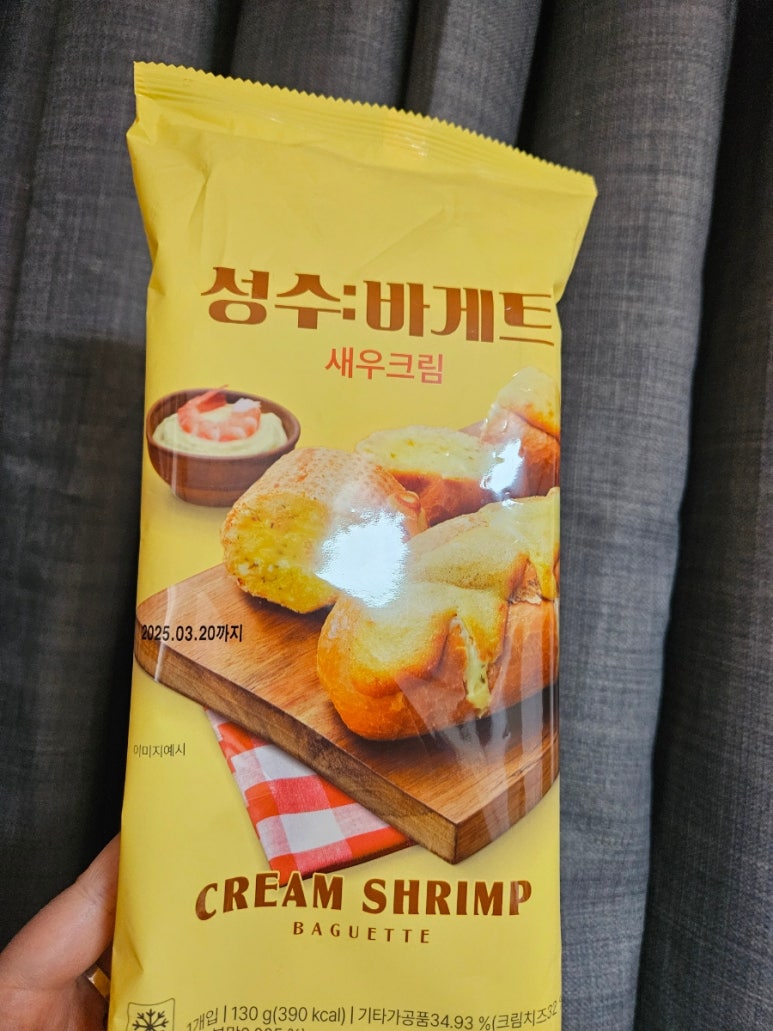 성수:바게트
새우크림
2025.03.20까지
이미지예시
CREAM SHRIMP
BAGUETTE
1개입 | 130 g(390 kcal) | 기타가공품34.93 %(크림치즈32